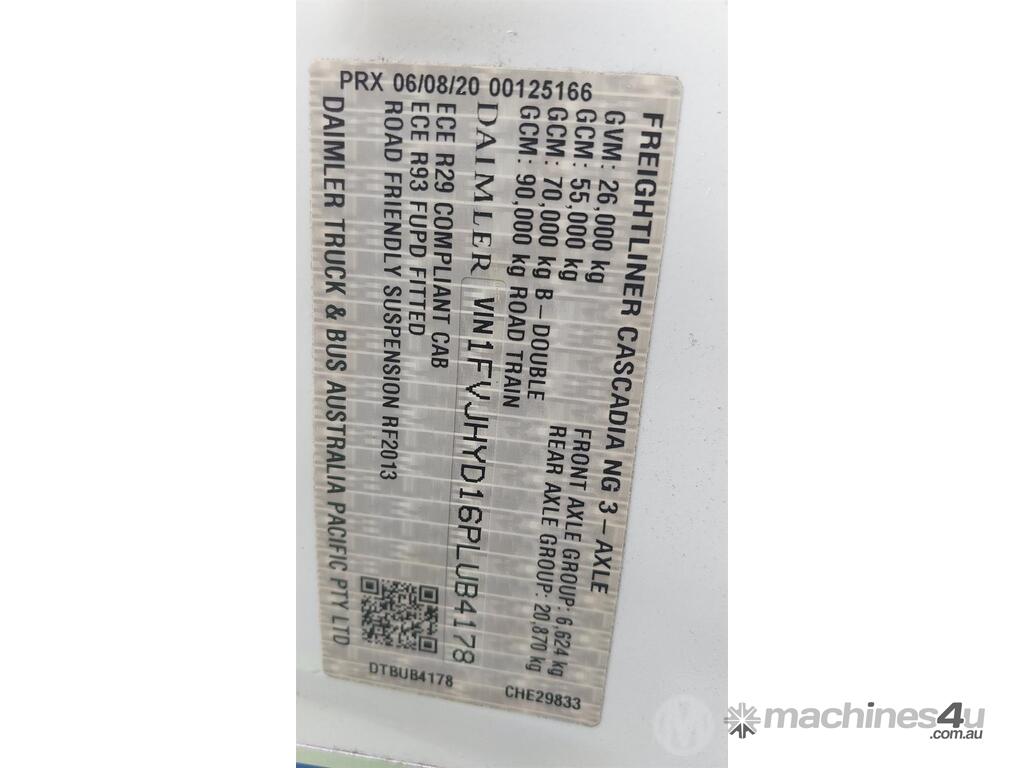 PRX 06/08/20 00125166
FREIGHTLINER CASCADIA NG 3-AXLE
GVM: 26,000 kg
FRONT AXLE GROUP: 6,624 kg
GCM: 55,000 kg
REAR AXLE GROUP: 20,870 kg
GCM: 70,000 kg B-DOUBLE
GCM: 90,000 kg ROAD TRAIN
DAIMLER VIN1FVJHYD16PLUB4178
ECE R29 COMPLIANT CAB
ECE R93 FUPD FITTED
ROAD FRIENDLY SUSPENSION RF2013
DAIMLER TRUCK & BUS AUSTRALIA PACIFIC PTY LTD
DTBUB4178
CHE29833
machines4u
.com.au